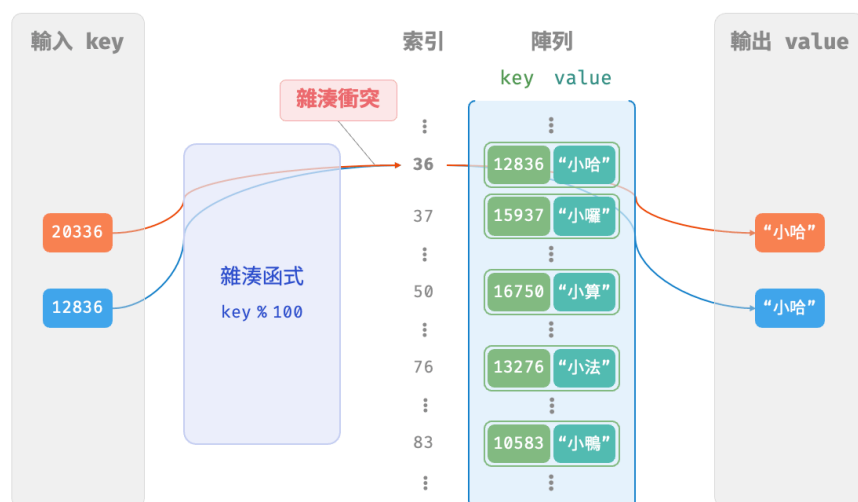 輸入 key
索引
陣列
輸出 value
key value
雜湊衝突
36
12836 “小哈”
37
15937 “小囉”
20336
“小哈”
雜湊函式
key % 100
50
16750 “小算”
12836
“小哈”
76
13276 “小法”
83
10583 “小鴨”